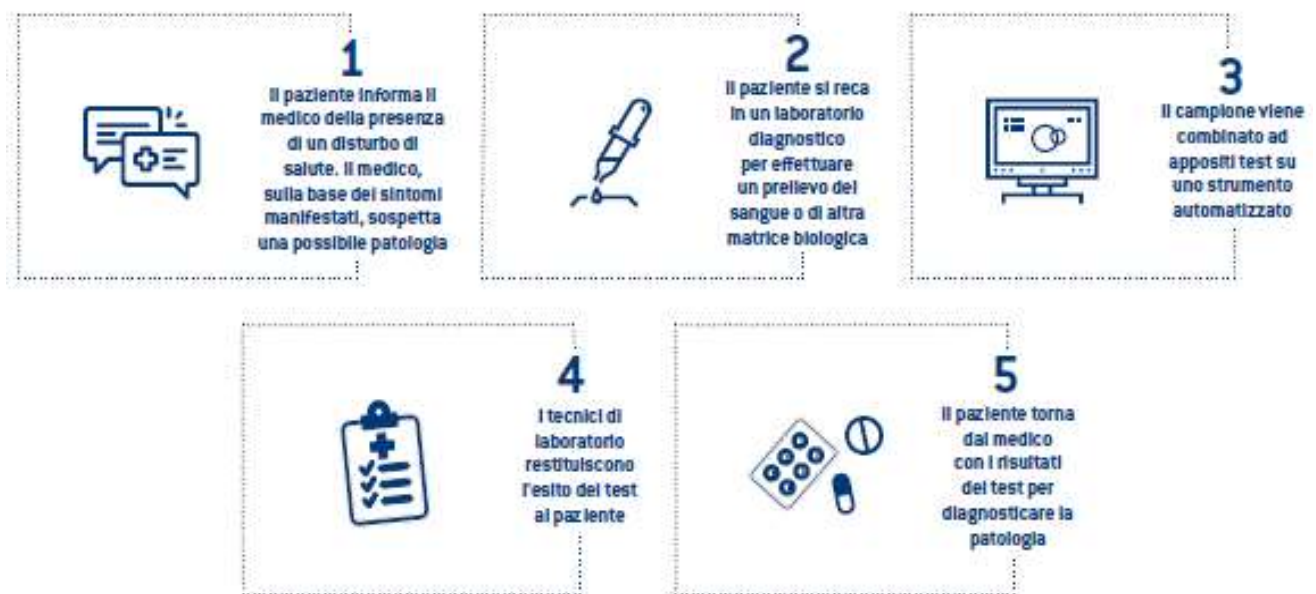 1
Il paziente informa il
medico della presenza
di un disturbo di
salute. Il medico,
sulla base dei sintomi
manifestati, sospetta
una possibile patologia
2
Il paziente si reca
in un laboratorio
diagnostico
per effettuare
un prelievo del
sangue o di altra
matrice biologica
3
Il campione viene
combinato ad
appositi test su
uno strumento
automatizzato
4
I tecnici di
laboratorio
restituiscono
l'esito del test
al paziente
5
Il paziente torna
dal medico
con i risultati
del test per
diagnosticare la
patologia